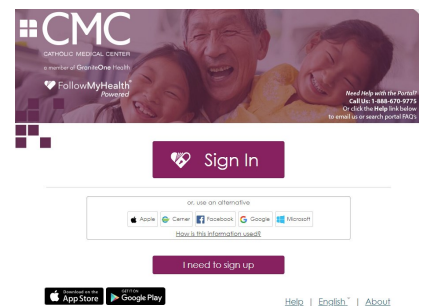 CMC
CATHOLIC MEDICAL CENTER
a member of GraniteOne Health
FollowMyHealth®
Powered
Need Help with the Portal?
Call Us: 1-888-670-9775
Or click the Help link below
to email us or search portal FAQ's
Sign In
or, use an alternative
Apple Cerner Facebook Google Microsoft
How is this information used?
I need to sign up
Download on the
App Store
GET IT ON
Google Play
Help | English | About